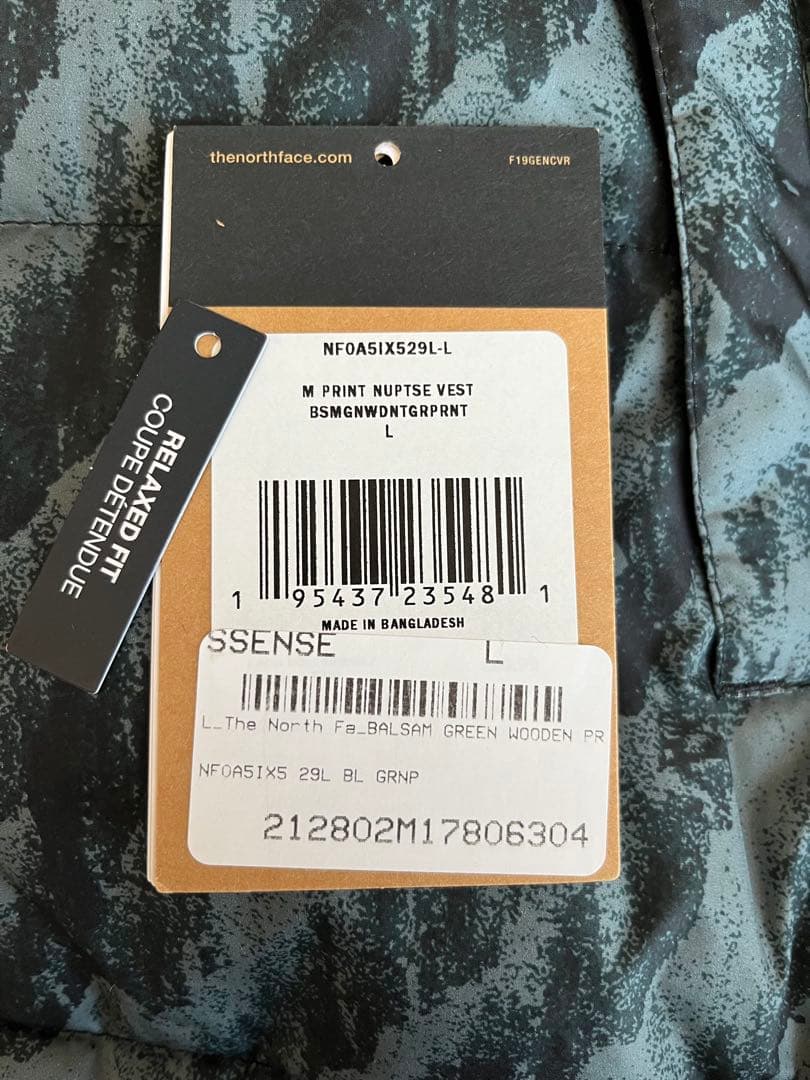 thenorthface.com
F19GENCVR
NF0A5IX529L-L
M PRINT NUPTSE VEST
BSMGNWDNTGRPRNT
L
1 95437 23548 1
MADE IN BANGLADESH
RELAXED FIT
COUPE DÉTENDUE
SSENSE L
L_The North Fa_BALSAM GREEN WOODEN PR
NF0A5IX5 29L BL GRNP
212802M17806304